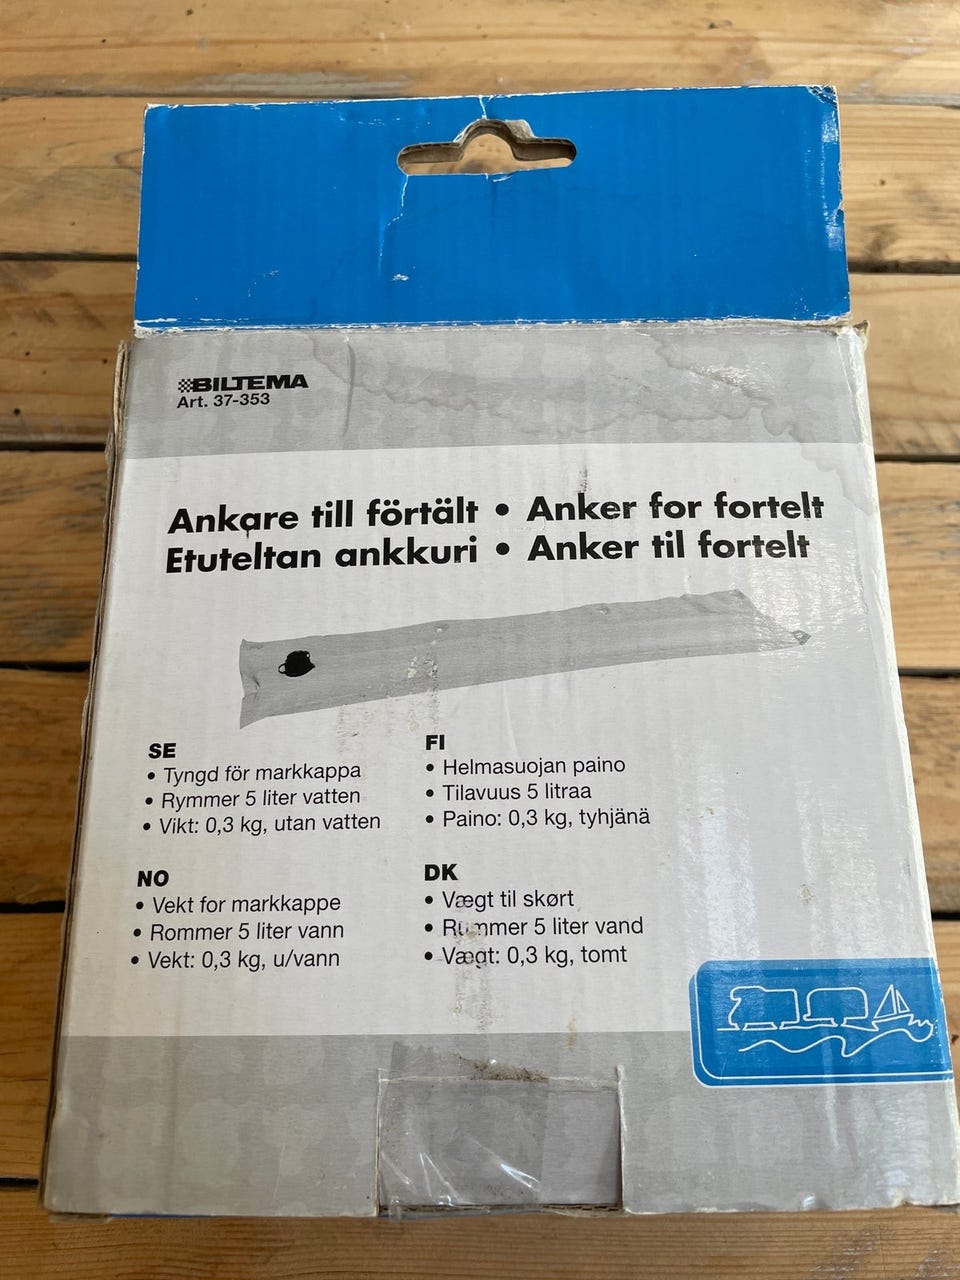 BILTEMA
Art. 37-353
Ankare till förtält • Anker for fortelt
Etuteltan ankkuri • Anker til fortelt
SE
• Tyngd för markkappa
• Rymmer 5 liter vatten
• Vikt: 0,3 kg, utan vatten
FI
• Helmasuojan paino
• Tilavuus 5 litraa
• Paino: 0,3 kg, tyhjänä
NO
• Vekt for markkappe
• Rommer 5 liter vann
• Vekt: 0,3 kg, u/vann
DK
• Vægt til skørt
• Rummer 5 liter vand
• Vægt: 0,3 kg, tomt